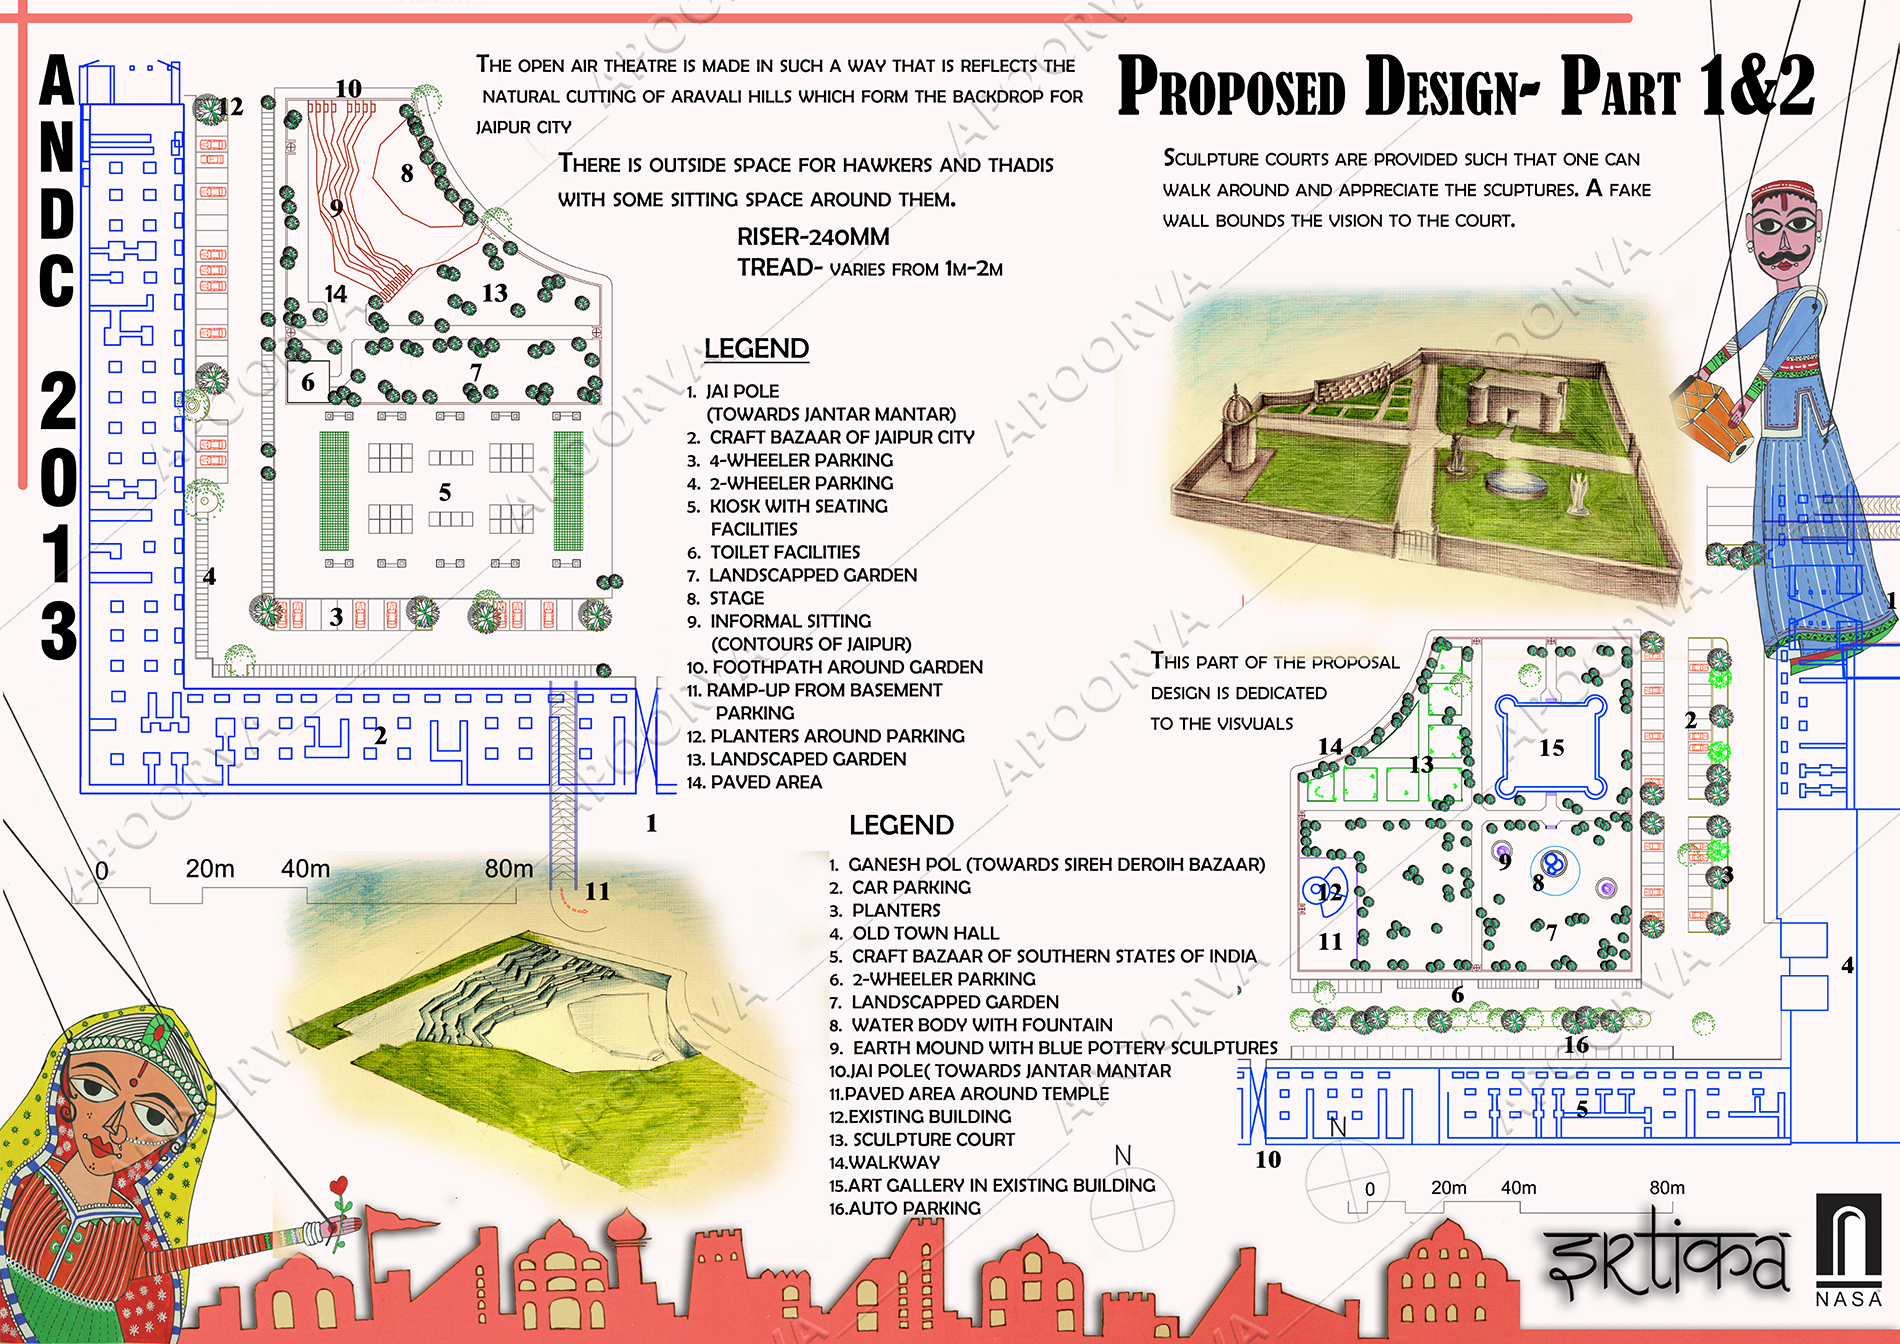 ANDC 2013
PROPOSED DESIGN- PART 1&2
THE OPEN AIR THEATRE IS MADE IN SUCH A WAY THAT IS REFLECTS THE
NATURAL CUTTING OF ARAVALI HILLS WHICH FORM THE BACKDROP FOR
JAIPUR CITY
THERE IS OUTSIDE SPACE FOR HAWKERS AND THADIS
WITH SOME SITTING SPACE AROUND THEM.
RISER-240MM
TREAD- VARIES FROM 1M-2M
SCULPTURE COURTS ARE PROVIDED SUCH THAT ONE CAN
WALK AROUND AND APPRECIATE THE SCUPTURES. A FAKE
WALL BOUNDS THE VISION TO THE COURT.
10
12
8
9
14
13
6
7
5
4
3
2
1
11
LEGEND
1. JAI POLE
(TOWARDS JANTAR MANTAR)
2. CRAFT BAZAAR OF JAIPUR CITY
3. 4-WHEELER PARKING
4. 2-WHEELER PARKING
5. KIOSK WITH SEATING
FACILITIES
6. TOILET FACILITIES
7. LANDSCAPPED GARDEN
8. STAGE
9. INFORMAL SITTING
(CONTOURS OF JAIPUR)
10. FOOTHPATH AROUND GARDEN
11. RAMP-UP FROM BASEMENT
PARKING
12. PLANTERS AROUND PARKING
13. LANDSCAPED GARDEN
14. PAVED AREA
0 20m 40m 80m
THIS PART OF THE PROPOSAL
DESIGN IS DEDICATED
TO THE VISVUALS
LEGEND
1. GANESH POL (TOWARDS SIREH DEROIH BAZAAR)
2. CAR PARKING
3. PLANTERS
4. OLD TOWN HALL
5. CRAFT BAZAAR OF SOUTHERN STATES OF INDIA
6. 2-WHEELER PARKING
7. LANDSCAPPED GARDEN
8. WATER BODY WITH FOUNTAIN
9. EARTH MOUND WITH BLUE POTTERY SCULPTURES
10.JAI POLE( TOWARDS JANTAR MANTAR
11.PAVED AREA AROUND TEMPLE
12.EXISTING BUILDING
13. SCULPTURE COURT
14.WALKWAY
15.ART GALLERY IN EXISTING BUILDING
16.AUTO PARKING
1
2
14
13
15
9
8
12
3
11
7
4
6
16
5
10
N
N
0 20m 40m 80m
NASA
APOORVA